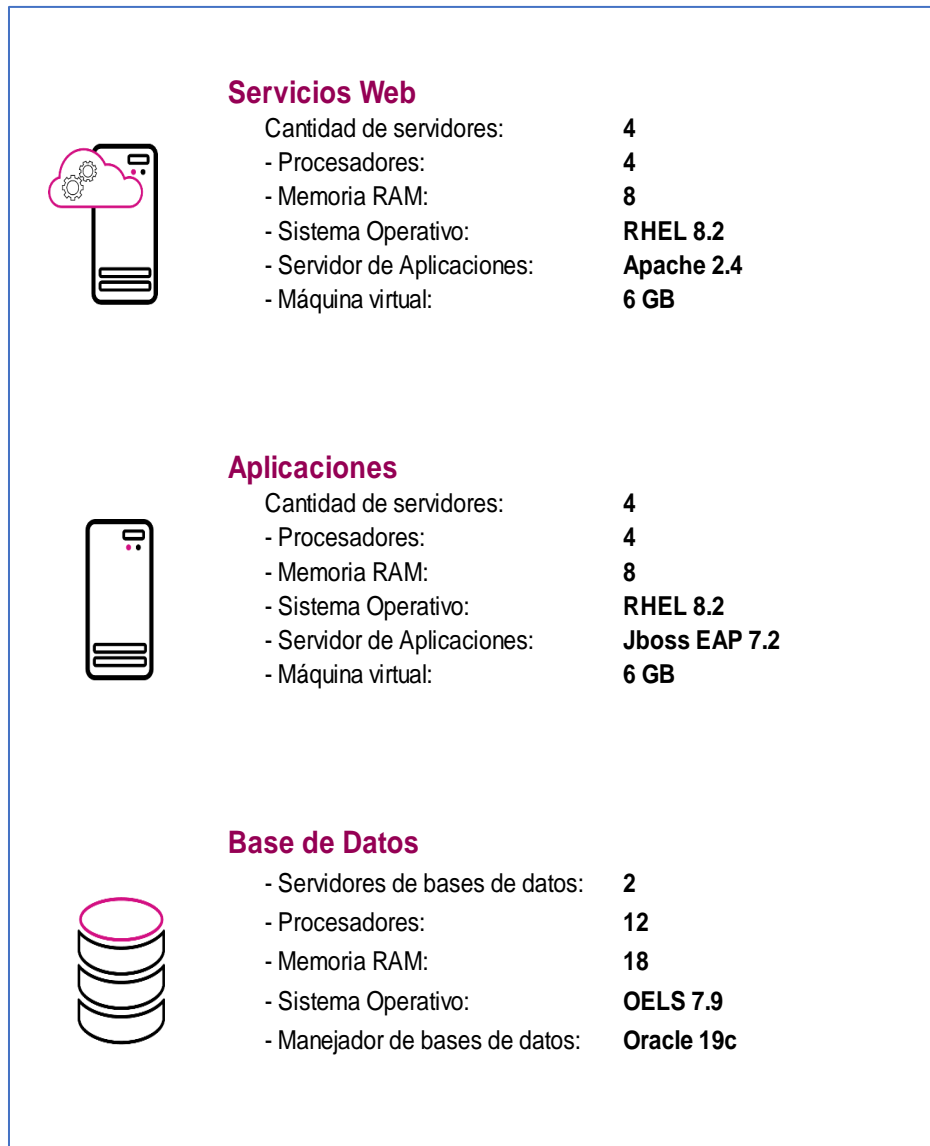 Servicios Web
Cantidad de servidores: 4
- Procesadores: 4
- Memoria RAM: 8
- Sistema Operativo: RHEL 8.2
- Servidor de Aplicaciones: Apache 2.4
- Máquina virtual: 6 GB
Aplicaciones
Cantidad de servidores: 4
- Procesadores: 4
- Memoria RAM: 8
- Sistema Operativo: RHEL 8.2
- Servidor de Aplicaciones: Jboss EAP 7.2
- Máquina virtual: 6 GB
Base de Datos
- Servidores de bases de datos: 2
- Procesadores: 12
- Memoria RAM: 18
- Sistema Operativo: OELS 7.9
- Manejador de bases de datos: Oracle 19c